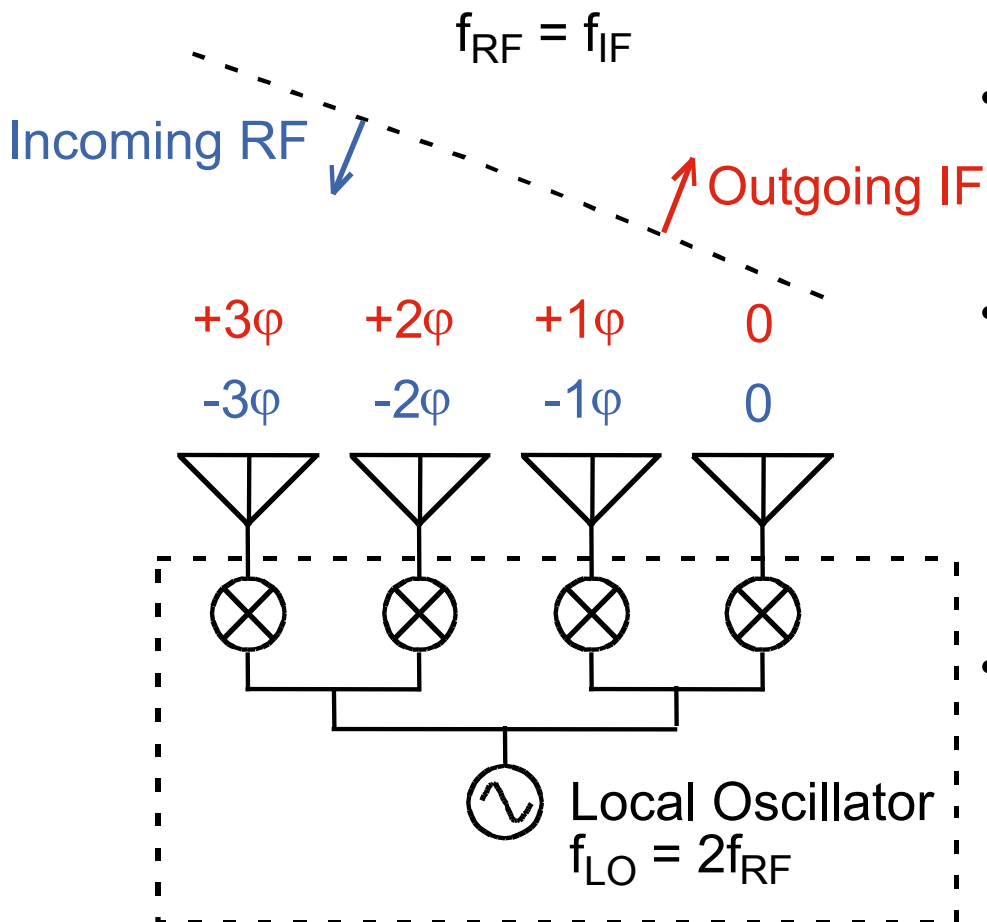 f_RF = f_IF
Incoming RF
Outgoing IF
+3φ +2φ +1φ 0
-3φ -2φ -1φ 0
Local Oscillator
f_LO = 2f_RF